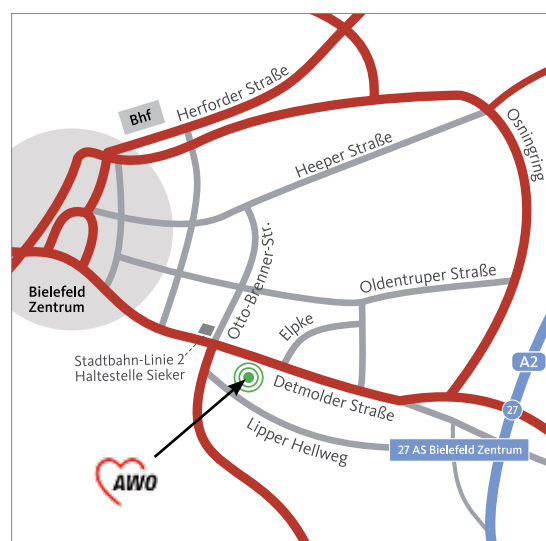 Bhf
Herforder Straße
Heeper Straße
Osningring
Otto-Brenner-Str.
Oldentruper Straße
Bielefeld
Zentrum
Elpke
Stadtbahn-Linie 2
Haltestelle Sieker
A2
Detmolder Straße
27
Lipper Hellweg
27 AS Bielefeld Zentrum
AWO